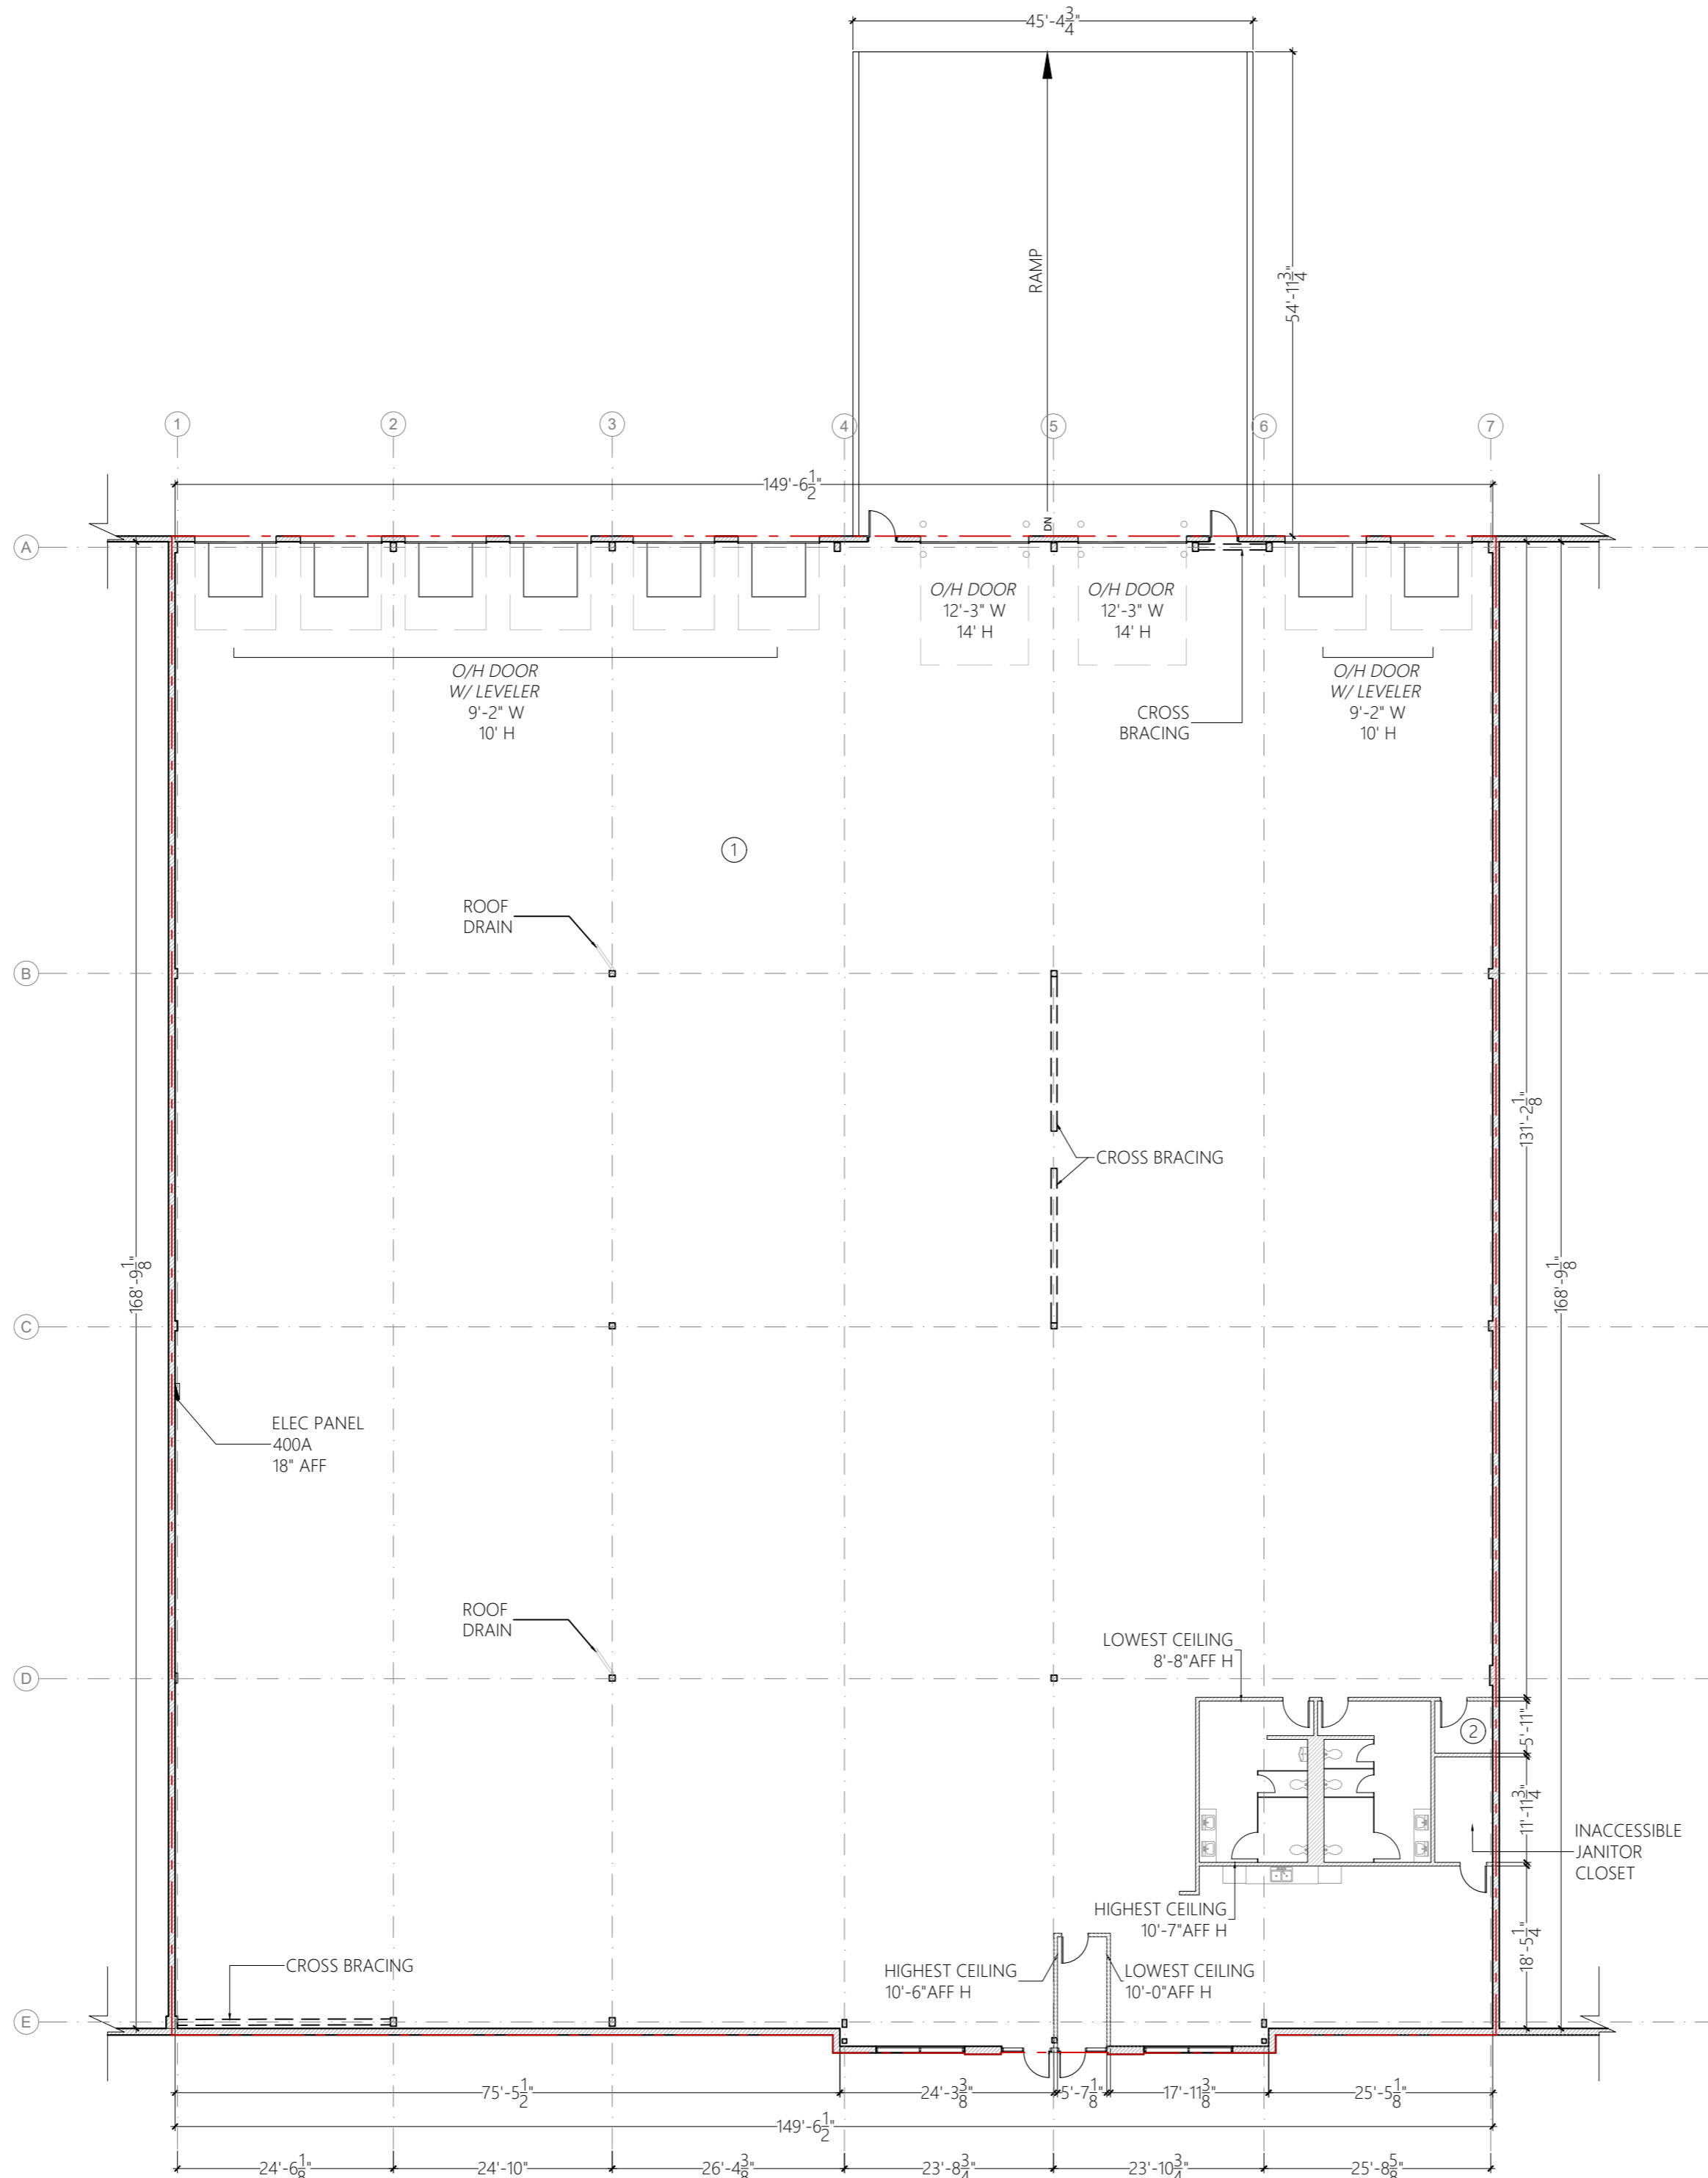 45'-4 3/4"
RAMP
54'-11 3/4"
1
2
3
4
5
6
7
149'-6 1/2"
DN
A
O/H DOOR
12'-3" W
14' H
O/H DOOR
12'-3" W
14' H
O/H DOOR
W/ LEVELER
9'-2" W
10' H
O/H DOOR
W/ LEVELER
9'-2" W
10' H
CROSS
BRACING
1
ROOF
DRAIN
B
131'-2 1/8"
CROSS BRACING
168'-9 1/8"
168'-9 1/8"
C
ELEC PANEL
400A
18" AFF
ROOF
DRAIN
LOWEST CEILING
8'-8"AFF H
D
2
5'-11"
11'-11 3/4"
INACCESSIBLE
JANITOR
CLOSET
HIGHEST CEILING
10'-7"AFF H
18'-5 1/4"
CROSS BRACING
HIGHEST CEILING
10'-6"AFF H
LOWEST CEILING
10'-0"AFF H
E
75'-5 1/2"
24'-3 3/8"
5'-7 1/8"
17'-11 3/8"
25'-5 1/8"
149'-6 1/2"
24'-6 1/8"
24'-10"
26'-4 3/8"
23'-8 3/4"
23'-10 3/4"
25'-8 5/8"